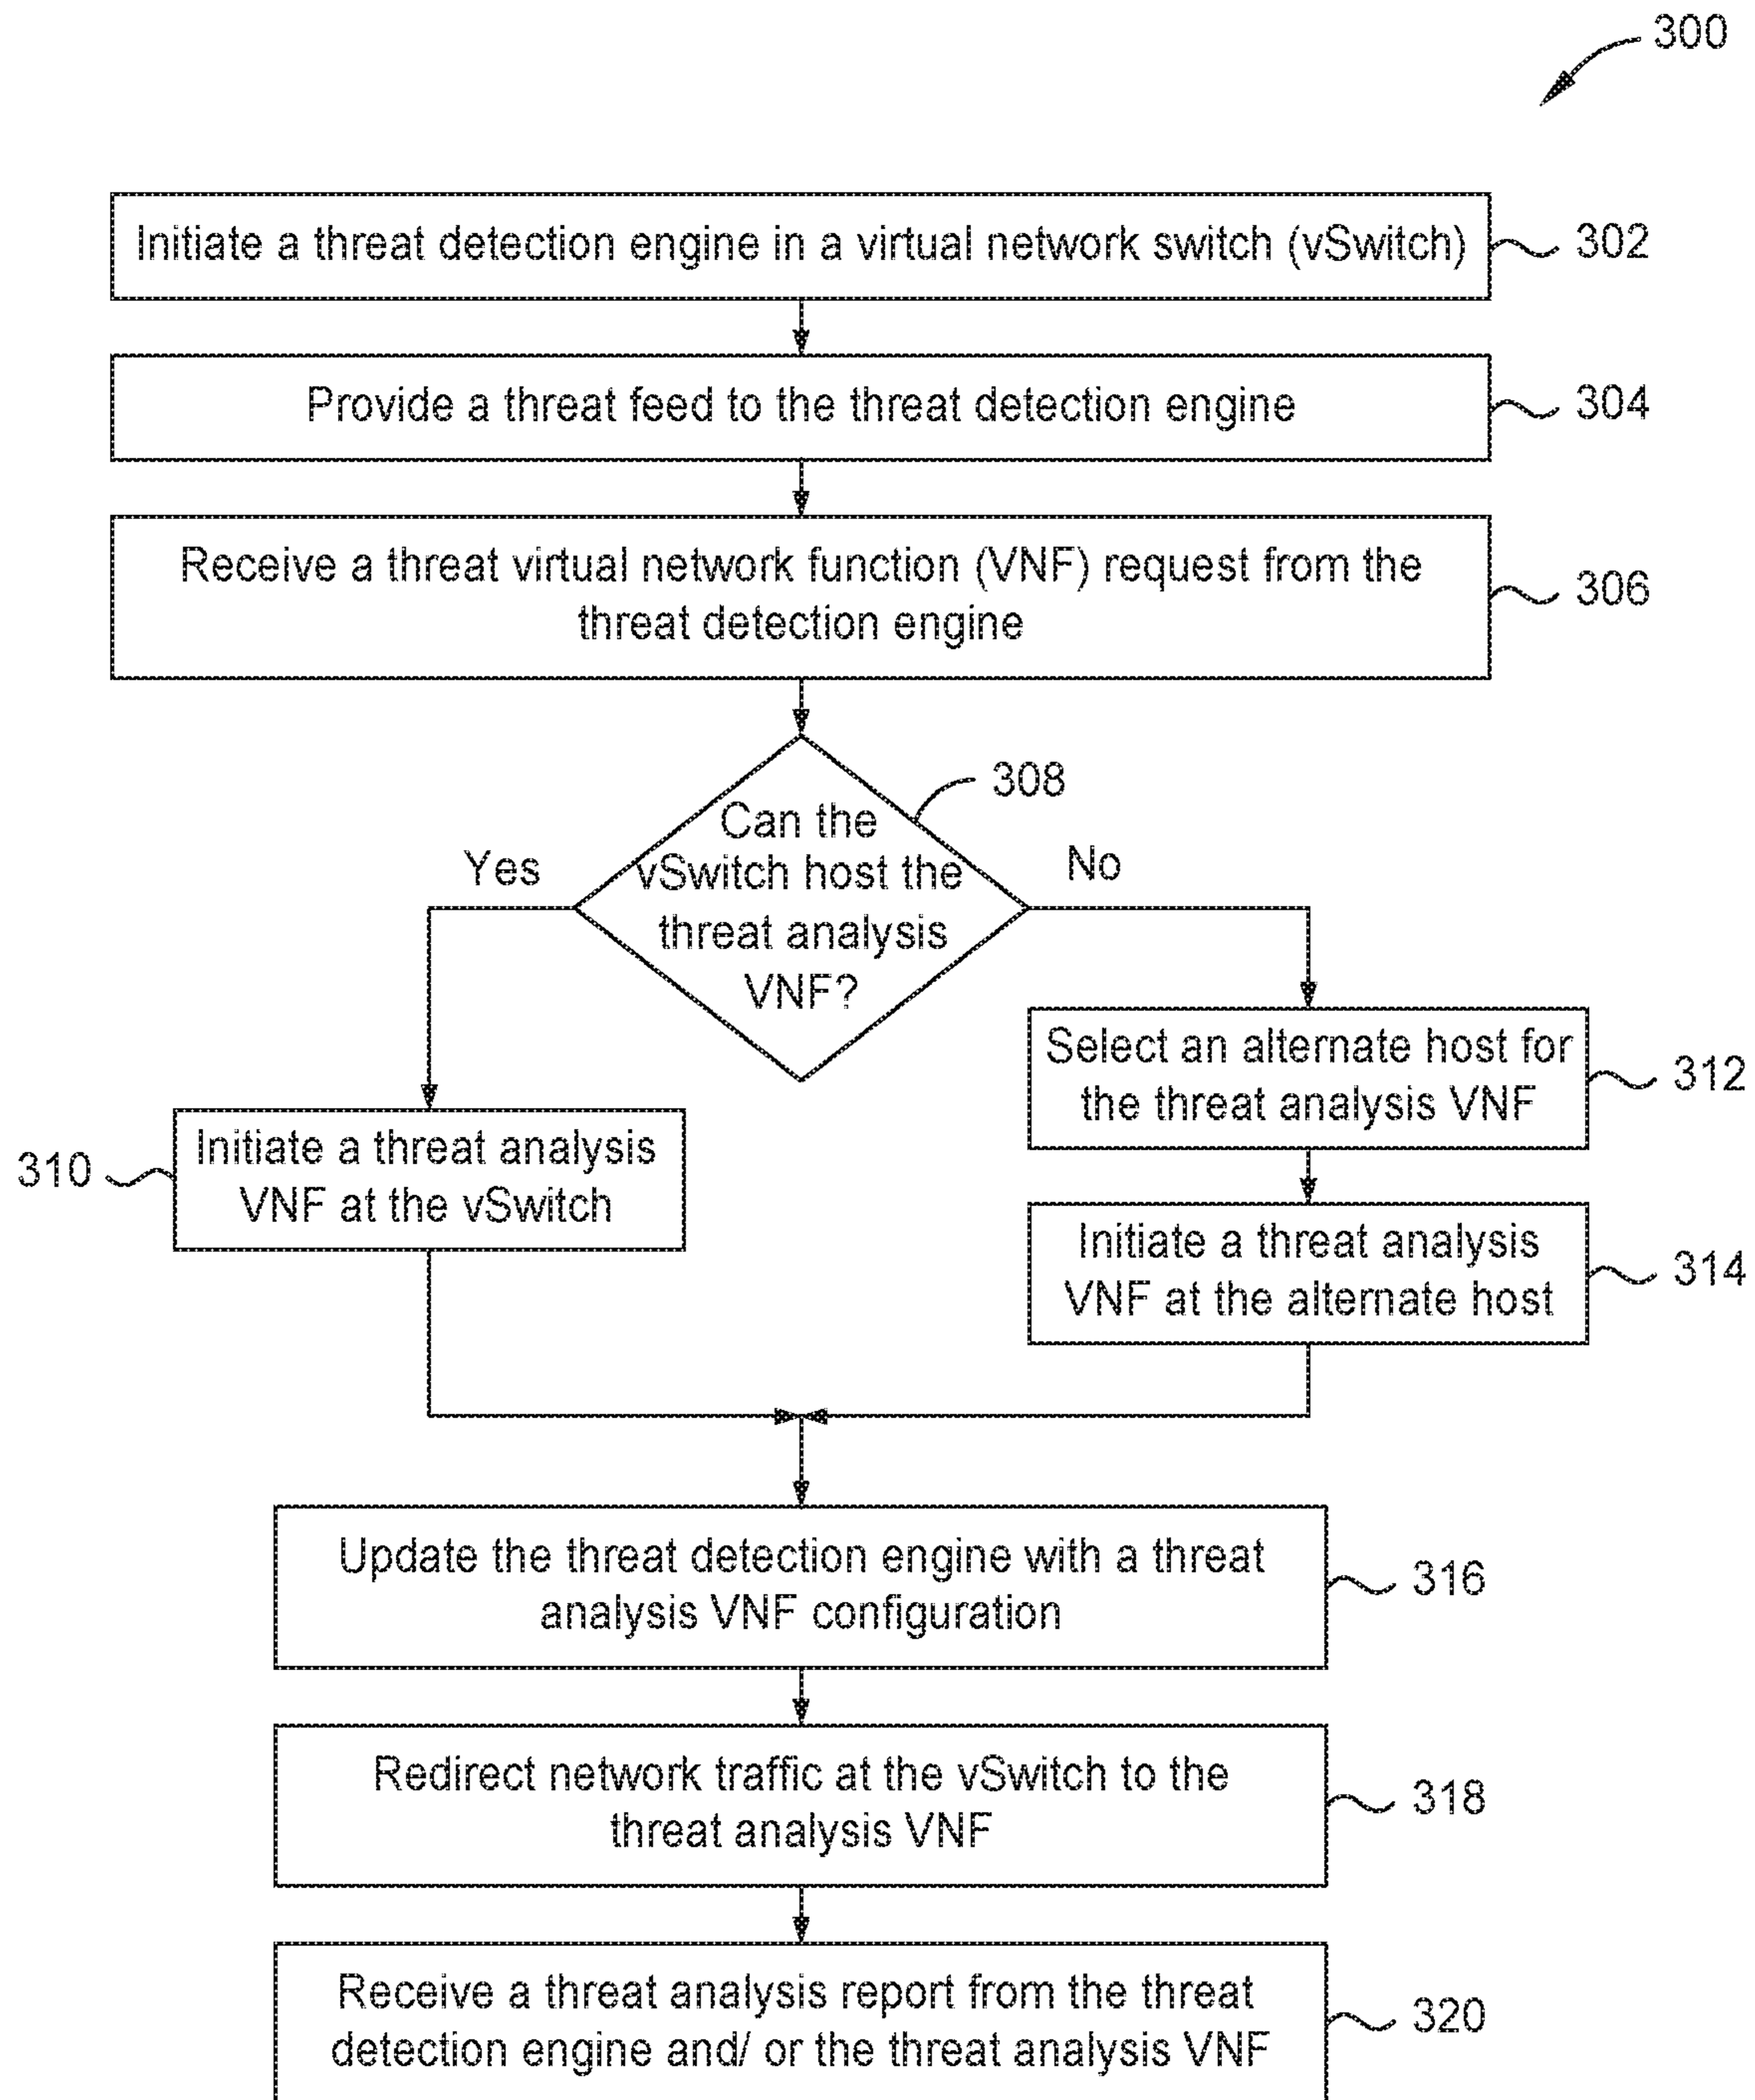 300
Initiate a threat detection engine in a virtual network switch (vSwitch)
302
Provide a threat feed to the threat detection engine
304
Receive a threat virtual network function (VNF) request from the
threat detection engine
306
308
Can the
vSwitch host the
threat analysis
VNF?
Yes
No
Select an alternate host for
the threat analysis VNF
312
310
Initiate a threat analysis
VNF at the vSwitch
Initiate a threat analysis
VNF at the alternate host
314
Update the threat detection engine with a threat
analysis VNF configuration
316
Redirect network traffic at the vSwitch to the
threat analysis VNF
318
Receive a threat analysis report from the threat
detection engine and/ or the threat analysis VNF
320